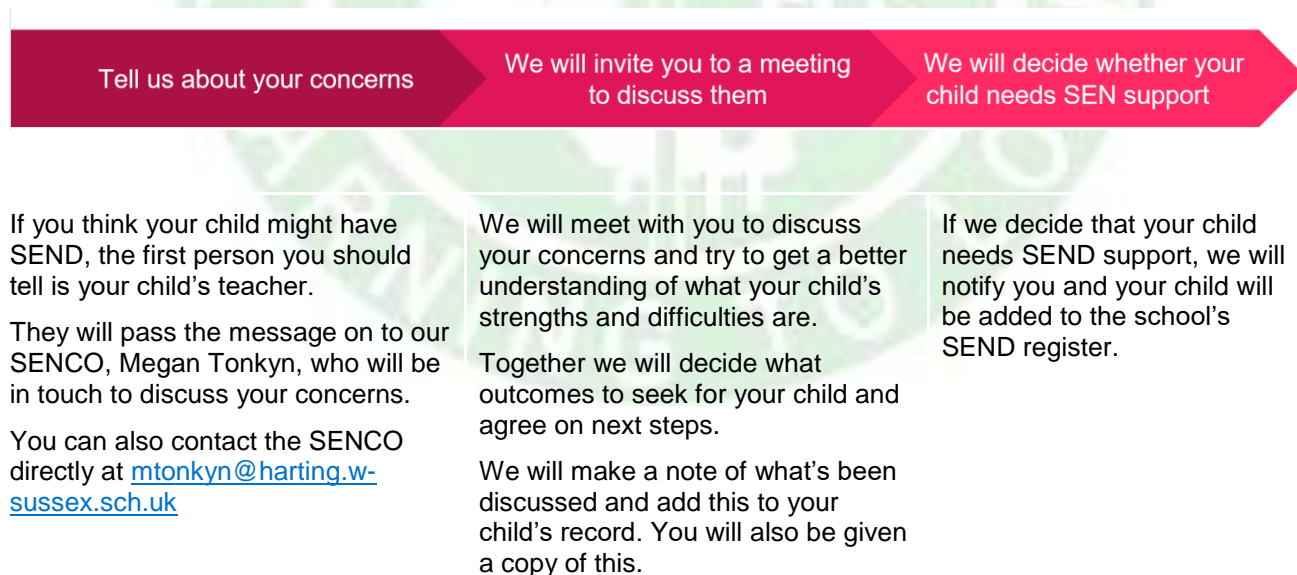 Tell us about your concerns
We will invite you to a meeting
to discuss them
We will decide whether your
child needs SEN support
If you think your child might have
SEND, the first person you should
tell is your child’s teacher.
They will pass the message on to our
SENCO, Megan Tonkyn, who will be
in touch to discuss your concerns.
You can also contact the SENCO
directly at mtonkyn@harting.w-
sussex.sch.uk
We will meet with you to discuss
your concerns and try to get a better
understanding of what your child’s
strengths and difficulties are.
Together we will decide what
outcomes to seek for your child and
agree on next steps.
We will make a note of what’s been
discussed and add this to your
child’s record. You will also be given
a copy of this.
If we decide that your child
needs SEND support, we will
notify you and your child will
be added to the school’s
SEND register.